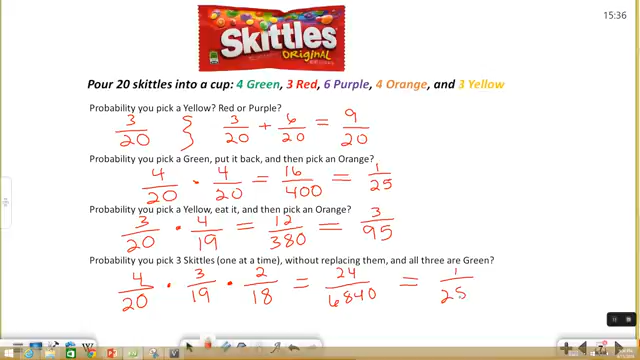 15:36
Skittles
ORIGINAL
Pour 20 skittles into a cup: 4 Green, 3 Red, 6 Purple, 4 Orange, and 3 Yellow
Probability you pick a Yellow? Red or Purple?
3/20 } 3/20 + 6/20 = 9/20
Probability you pick a Green, put it back, and then pick an Orange?
4/20 · 4/20 = 16/400 = 1/25
Probability you pick a Yellow, eat it, and then pick an Orange?
3/20 · 4/19 = 12/380 = 3/95
Probability you pick 3 Skittles (one at a time), without replacing them, and all three are Green?
4/20 · 3/19 · 2/18 = 24/6840 = 1/25